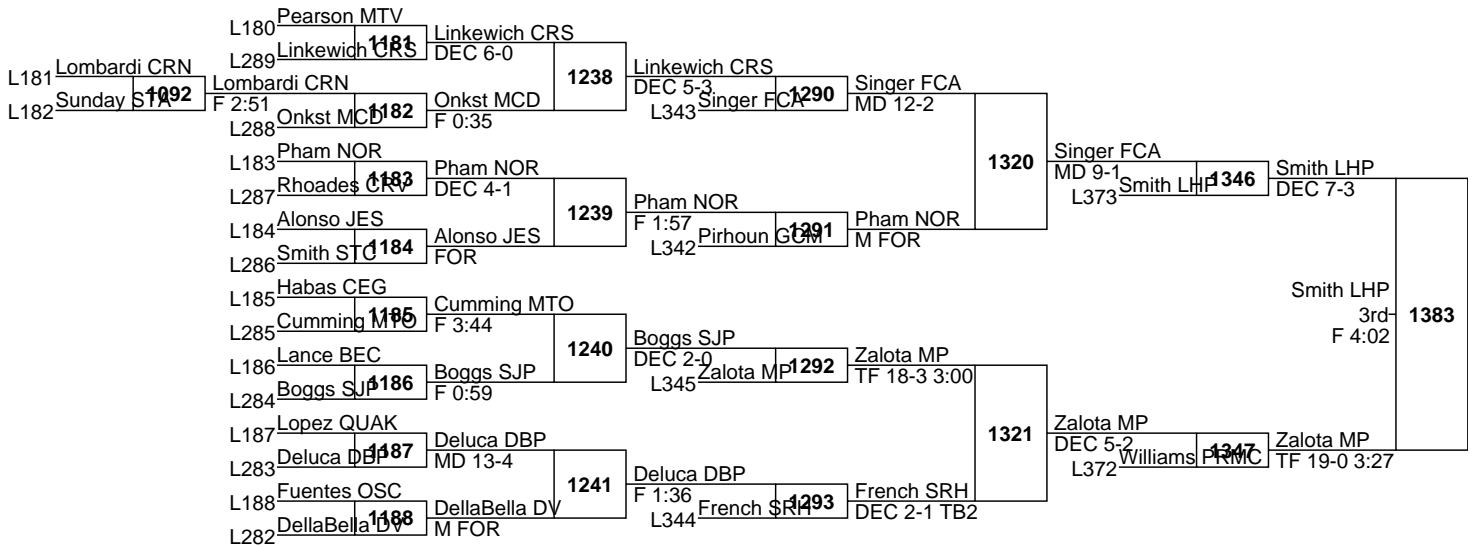 L181 Lombardi CRN
L182 Sunday STA
1092
Lombardi CRN
F 2:51
L180 Pearson MTV
L289 Linkewich CRS
1181
L288 Onkst MCD
1182
L183 Pham NOR
L287 Rhoades CRV
1183
L184 Alonso JES
L286 Smith STC
1184
L185 Habas CEG
L285 Cumming MTO
1185
L186 Lance BEC
L284 Boggs SJP
1186
L187 Lopez QUAK
L283 Deluca DBP
1187
L188 Fuentes OSC
L282 DellaBella DV
1188
Linkewich CRS
DEC 6-0
Onkst MCD
F 0:35
1238
Pham NOR
DEC 4-1
Alonso JES
FOR
1239
Cumming MTO
F 3:44
Boggs SJP
F 0:59
1240
Deluca DBP
MD 13-4
DellaBella DV
M FOR
1241
Linkewich CRS
DEC 5-3
L343 Singer FCA
1290
Pham NOR
F 1:57
L342 Pirhoun GCM
1291
Boggs SJP
DEC 2-0
L345 Zalota MP
1292
Deluca DBP
F 1:36
L344 French SRH
1293
Singer FCA
MD 12-2
Pham NOR
M FOR
1320
Zalota MP
TF 18-3 3:00
French SRH
DEC 2-1 TB2
1321
Singer FCA
MD 9-1
L373 Smith LHP
1346
Zalota MP
DEC 5-2
L372 Williams PRMC
1347
Smith LHP
DEC 7-3
Zalota MP
TF 19-0 3:27
1383
Smith LHP
3rd
F 4:02